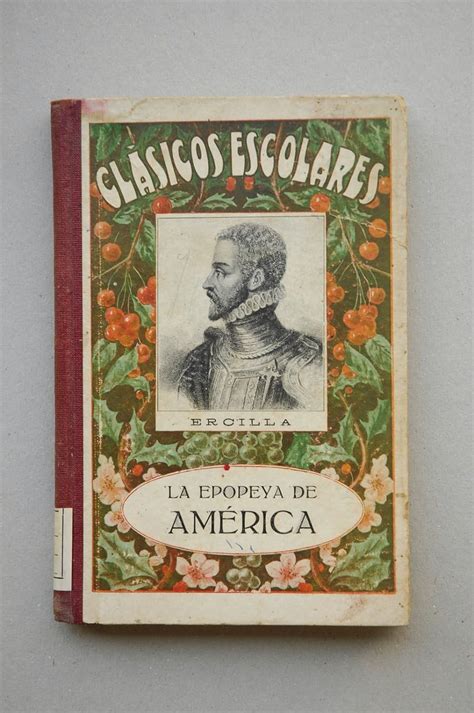 CLÁSICOS ESCOLARES
ERCILLA
LA EPOPEYA DE
AMÉRICA